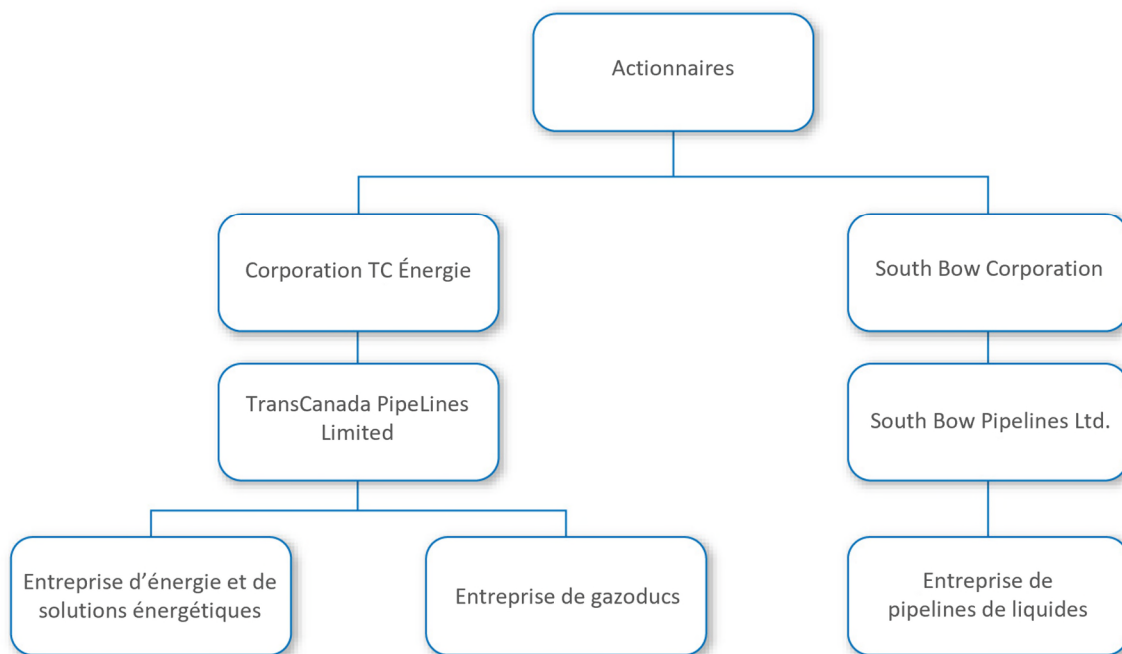 Actionnaires
Corporation TC Énergie
South Bow Corporation
TransCanada PipeLines
Limited
South Bow Pipelines Ltd.
Entreprise d’énergie et de
solutions énergétiques
Entreprise de gazoducs
Entreprise de
pipelines de liquides